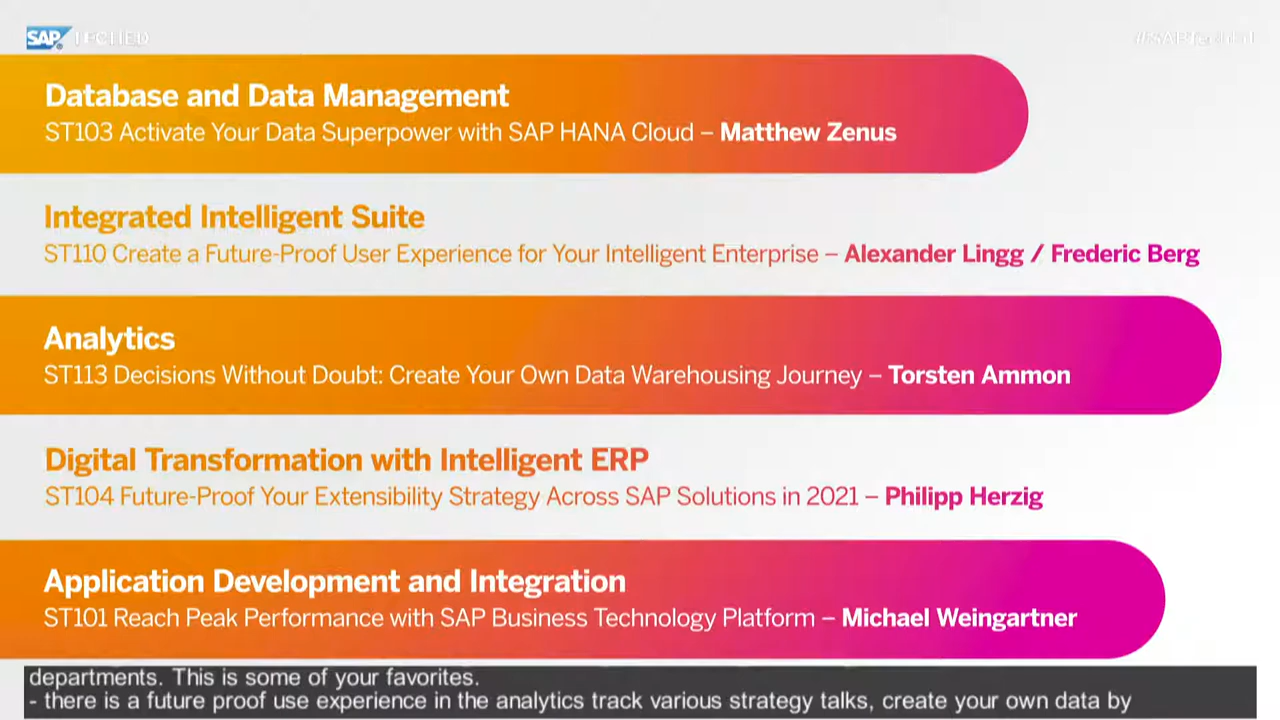 SAP TECHED
Database and Data Management
ST103 Activate Your Data Superpower with SAP HANA Cloud – Matthew Zenus
Integrated Intelligent Suite
ST110 Create a Future-Proof User Experience for Your Intelligent Enterprise – Alexander Lingg / Frederic Berg
Analytics
ST113 Decisions Without Doubt: Create Your Own Data Warehousing Journey – Torsten Ammon
Digital Transformation with Intelligent ERP
ST104 Future-Proof Your Extensibility Strategy Across SAP Solutions in 2021 – Philipp Herzig
Application Development and Integration
ST101 Reach Peak Performance with SAP Business Technology Platform – Michael Weingartner
departments. This is some of your favorites.
- there is a future proof use experience in the analytics track various strategy talks, create your own data by